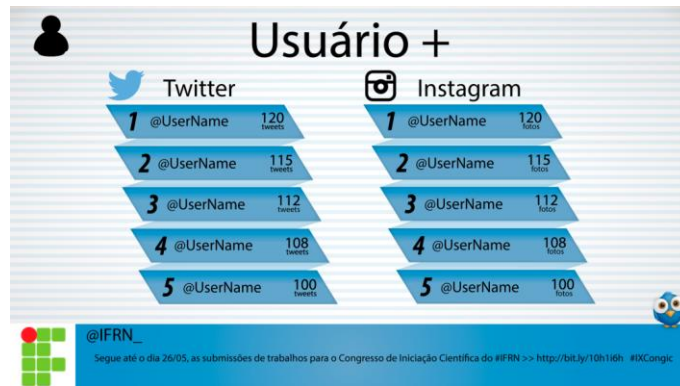 Usuário +
Twitter
1 @UserName 120 tweets
2 @UserName 115 tweets
3 @UserName 112 tweets
4 @UserName 108 tweets
5 @UserName 100 tweets
Instagram
1 @UserName 120 fotos
2 @UserName 115 fotos
3 @UserName 112 fotos
4 @UserName 108 fotos
5 @UserName 100 fotos
@IFRN_
Segue até o dia 26/05, as submissões de trabalhos para o Congresso de Iniciação Científica do #IFRN >> http://bit.ly/10h1I6h #IXCongic